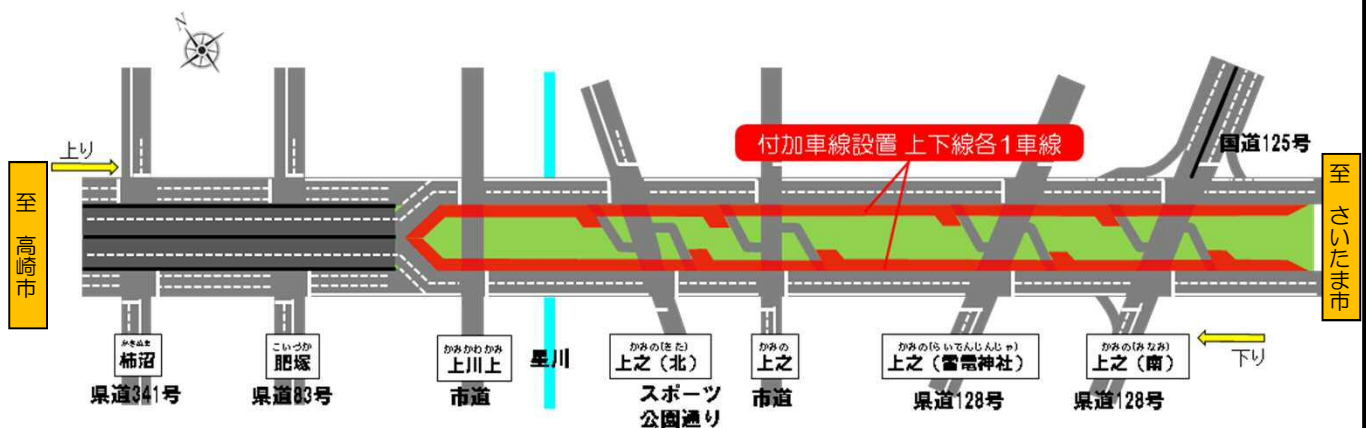 N
上り
至 高崎市
付加車線設置 上下線各1車線
国道125号
至 さいたま市
下り
かきぬま
柿沼
県道341号
こいづか
肥塚
県道83号
かみかわかみ
上川上
市道
星川
かみの(きた)
上之(北)
スポーツ
公園通り
かみの
上之
市道
かみの(らいでんじんじゃ)
上之(雷電神社)
県道128号
かみの(みなみ)
上之(南)
県道128号